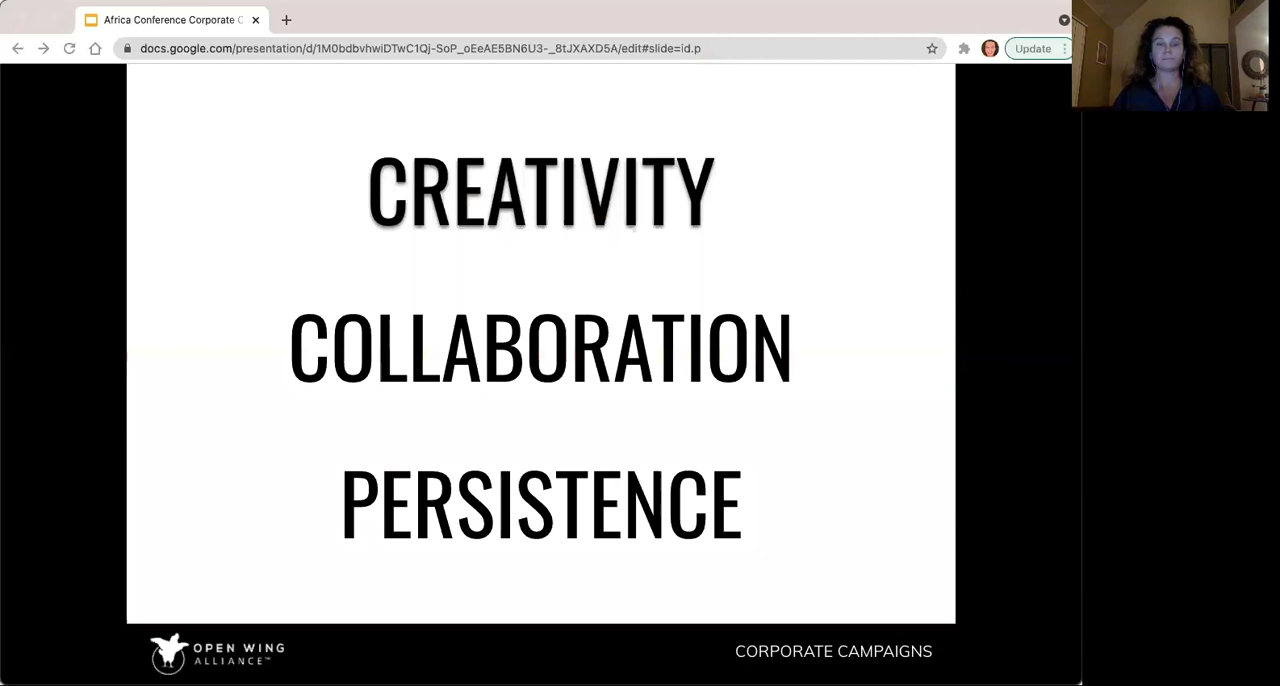 Africa Conference Corporate C
docs.google.com/presentation/d/1M0bdbvhwiDTwC1Qj-SoP_oEeAE5BN6U3-_8tJXAXD5A/edit#slide=id.p
Update
CREATIVITY
COLLABORATION
PERSISTENCE
OPEN WING
ALLIANCE™
CORPORATE CAMPAIGNS